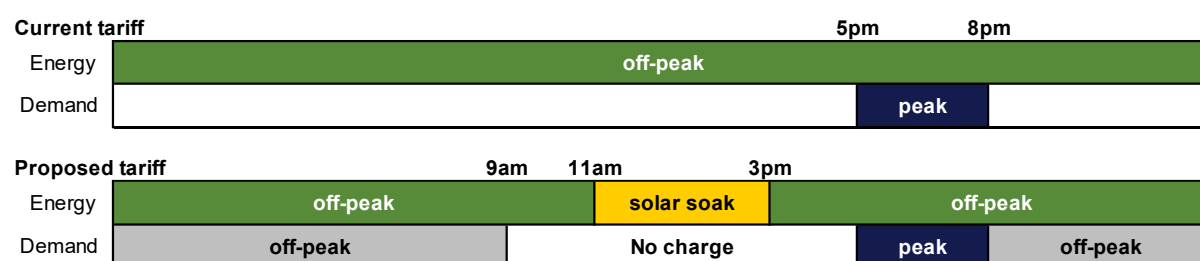 Current tariff 5pm 8pm
Energy off-peak
Demand peak
Proposed tariff 9am 11am 3pm
Energy off-peak solar soak off-peak
Demand off-peak No charge peak off-peak